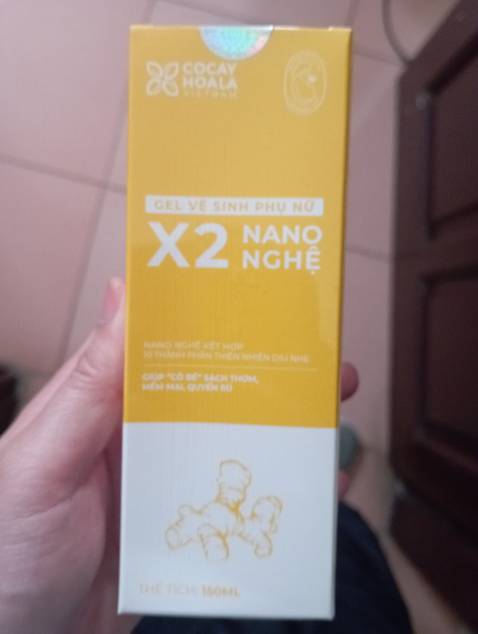 COCAY
HOALA
VIETNAM
GEL VỆ SINH PHỤ NỮ
X2 NANO
NGHỆ
NANO NGHỆ KẾT HỢP
10 THÀNH PHẦN THIÊN NHIÊN DỊU NHẸ
GIÚP "CÔ BÉ" SẠCH THƠM,
MỀM MẠI, QUYẾN RŨ
THỂ TÍCH: 150ML